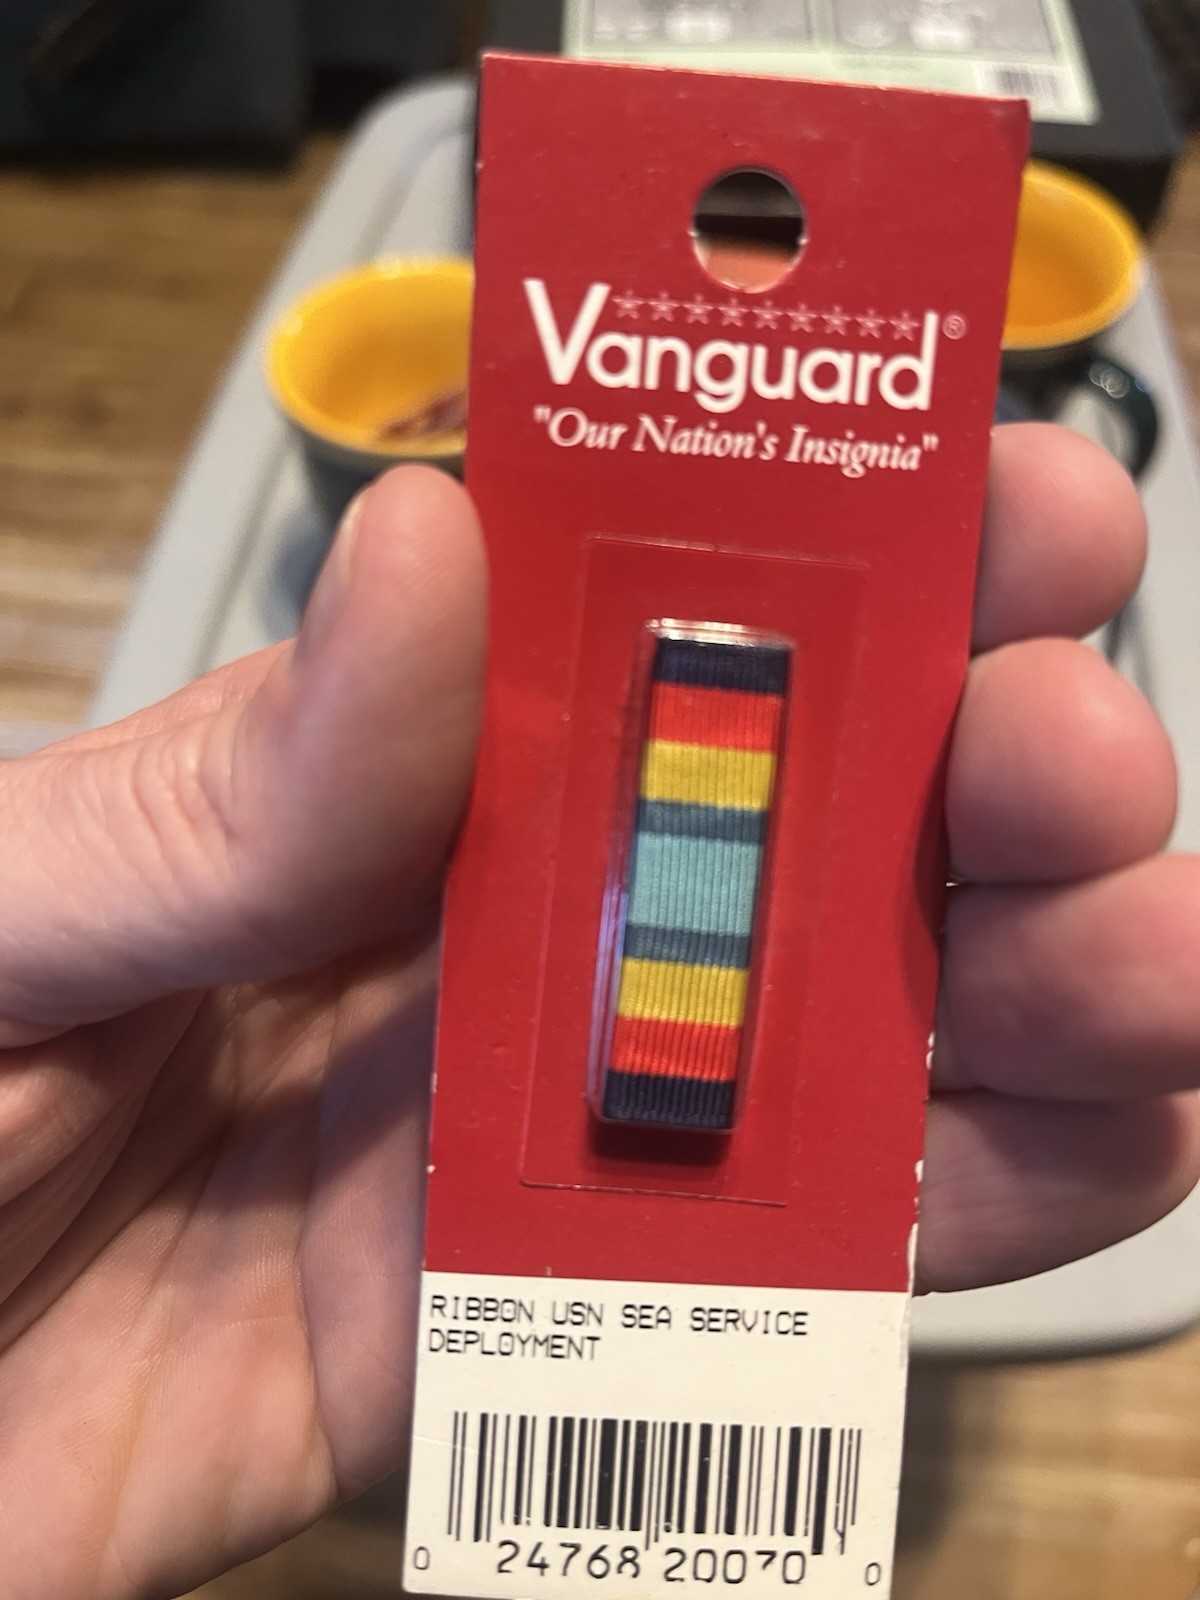 Vanguard®
"Our Nation's Insignia"
RIBBON USN SEA SERVICE
DEPLOYMENT
0 24768 20070 0